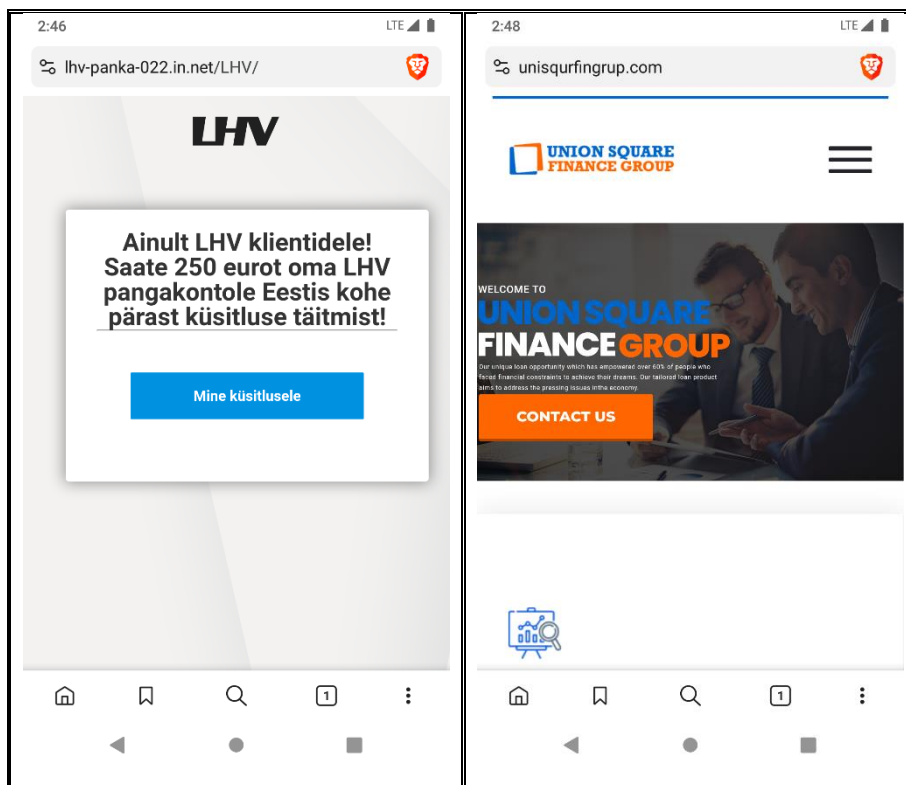 2:46
LTE
lhv-panka-022.in.net/LHV/
LHV
Ainult LHV klientidele!
Saate 250 eurot oma LHV
pangakontole Eestis kohe
pärast küsitluse täitmist!
Mine küsitlusele
1
2:48
LTE
unisqurfingrup.com
UNION SQUARE
FINANCE GROUP
WELCOME TO
UNION SQUARE
FINANCE GROUP
Our unique loan opportunity which has empowered over 60% of people who
faced financial constraints to achieve their dreams. Our tailored loan product
aims to address the pressing issues inthe economy.
CONTACT US
1